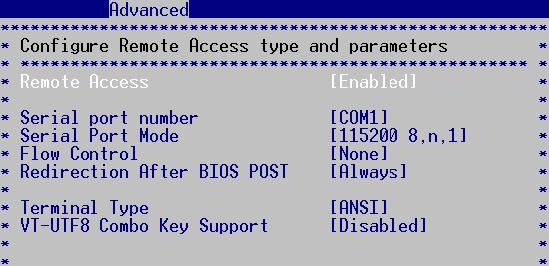 Advanced
*****************************************************************
* Configure Remote Access type and parameters *
* ************************************************************* *
* Remote Access [Enabled] *
* *
* Serial port number [COM1] *
* Serial Port Mode [115200 8,n,1] *
* Flow Control [None] *
* Redirection After BIOS POST [Always] *
* *
* Terminal Type [ANSI] *
* VT-UTF8 Combo Key Support [Disabled] *
* *
* *